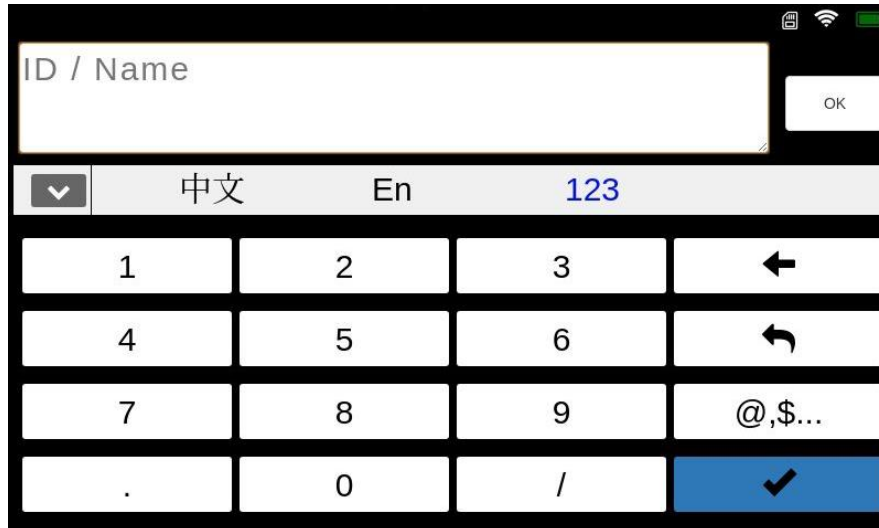 ID / Name
OK
中文 En 123
1 2 3
4 5 6
7 8 9 @,$...
. 0 /